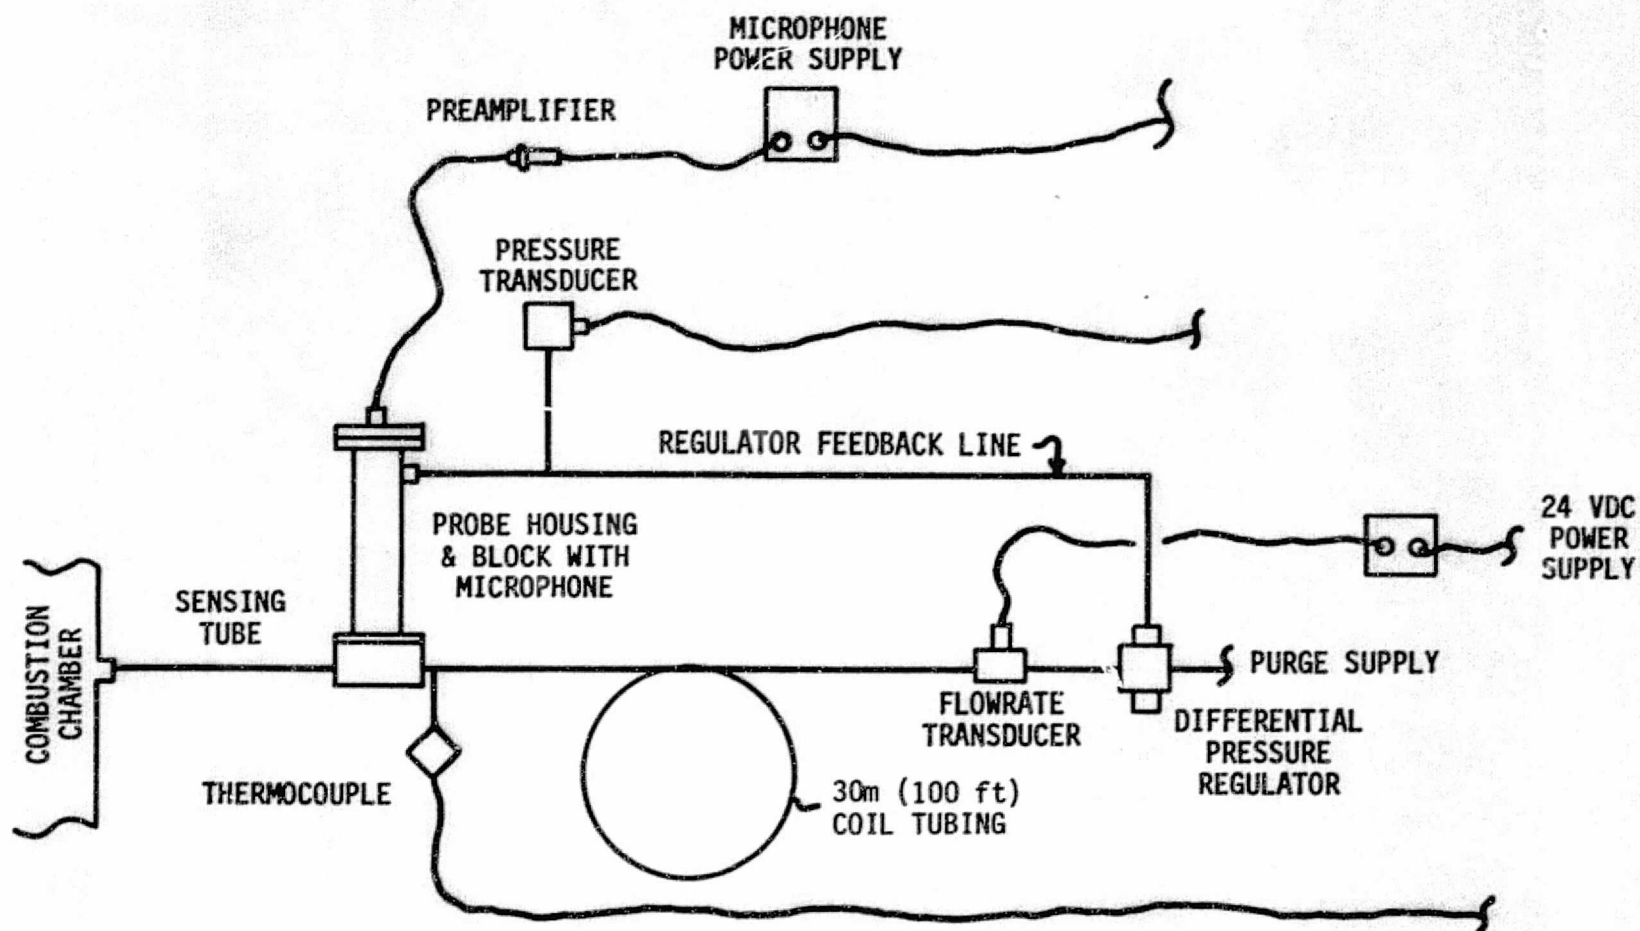 MICROPHONE
POWER SUPPLY
PREAMPLIFIER
PRESSURE
TRANSDUCER
REGULATOR FEEDBACK LINE
24 VDC
POWER
SUPPLY
PROBE HOUSING
& BLOCK WITH
MICROPHONE
SENSING
TUBE
COMBUSTION
CHAMBER
PURGE SUPPLY
FLOWRATE
TRANSDUCER
DIFFERENTIAL
PRESSURE
REGULATOR
THERMOCOUPLE
30m (100 ft)
COIL TUBING